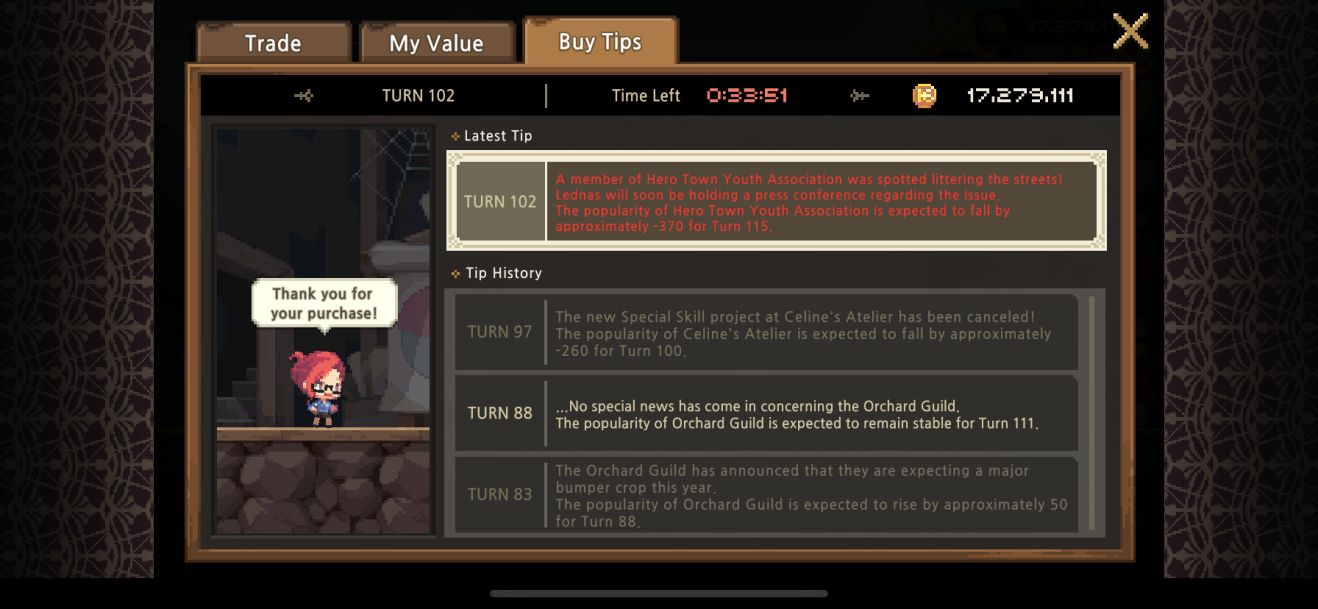 Trade
My Value
Buy Tips
TURN 102
Time Left
0:33:51
17,279,111
Latest Tip
TURN 102
A member of Hero Town Youth Association was spotted littering the streets!
Lednas will soon be holding a press conference regarding the issue.
The popularity of Hero Town Youth Association is expected to fall by
approximately -370 for Turn 115.
Tip History
Thank you for
your purchase!
TURN 97
The new Special Skill project at Celine's Atelier has been canceled!
The popularity of Celine's Atelier is expected to fall by approximately
-260 for Turn 100.
TURN 88
...No special news has come in concerning the Orchard Guild.
The popularity of Orchard Guild is expected to remain stable for Turn 111.
TURN 83
The Orchard Guild has announced that they are expecting a major
bumper crop this year.
The popularity of Orchard Guild is expected to rise by approximately 50
for Turn 88.